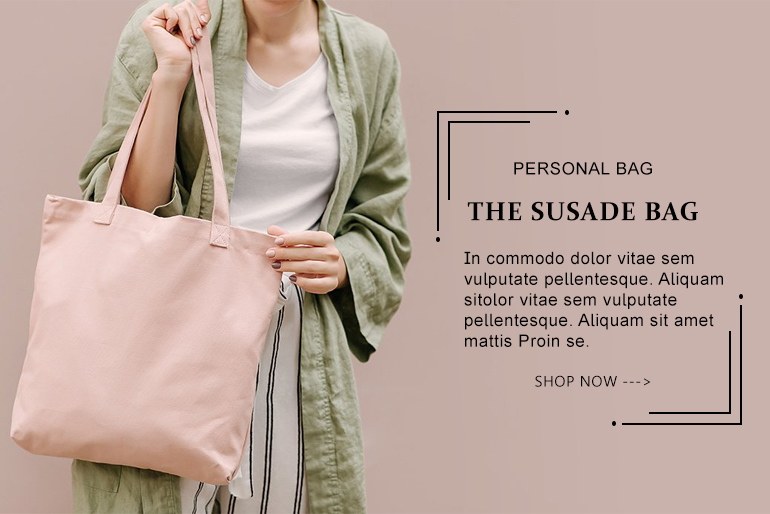 PERSONAL BAG
THE SUSADE BAG
In commodo dolor vitae sem
vulputate pellentesque. Aliquam
sitolor vitae sem vulputate
pellentesque. Aliquam sit amet
mattis Proin se.
SHOP NOW --->